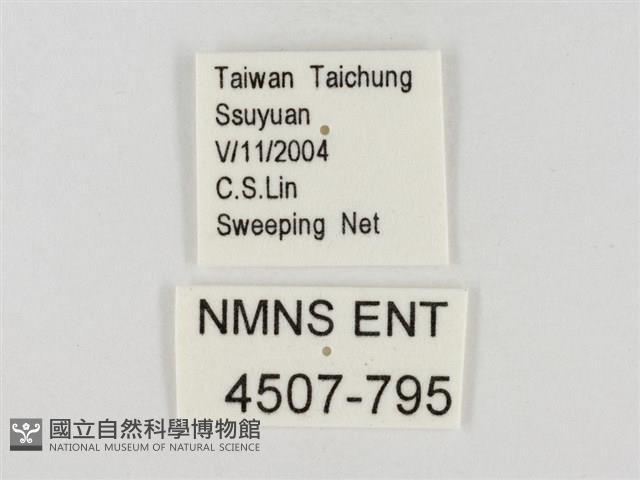 Taiwan Taichung
Ssuyuan
V/11/2004
C.S.Lin
Sweeping Net
NMNS ENT
4507-795
國立自然科學博物館
NATIONAL MUSEUM OF NATURAL SCIENCE